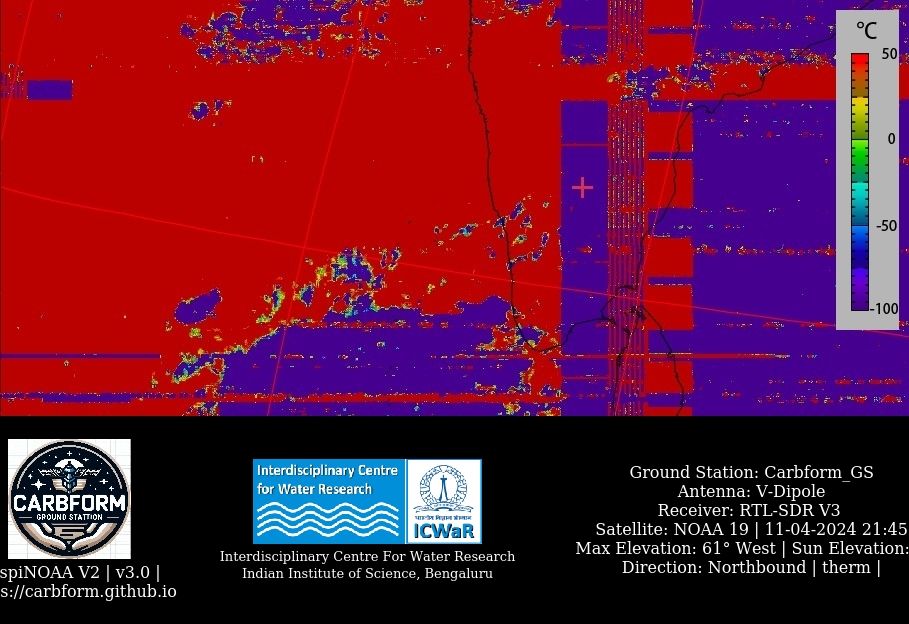 °C
50
0
-50
-100
CARBFORM
GROUND STATION
Interdisciplinary Centre
for Water Research
भारतीय विज्ञान संस्थान
ICWaR
Interdisciplinary Centre For Water Research
Indian Institute of Science, Bengaluru
spiNOAA V2 | v3.0 |
s://carbform.github.io
Ground Station: Carbform_GS
Antenna: V-Dipole
Receiver: RTL-SDR V3
Satellite: NOAA 19 | 11-04-2024 21:45
Max Elevation: 61° West | Sun Elevation:
Direction: Northbound | therm |